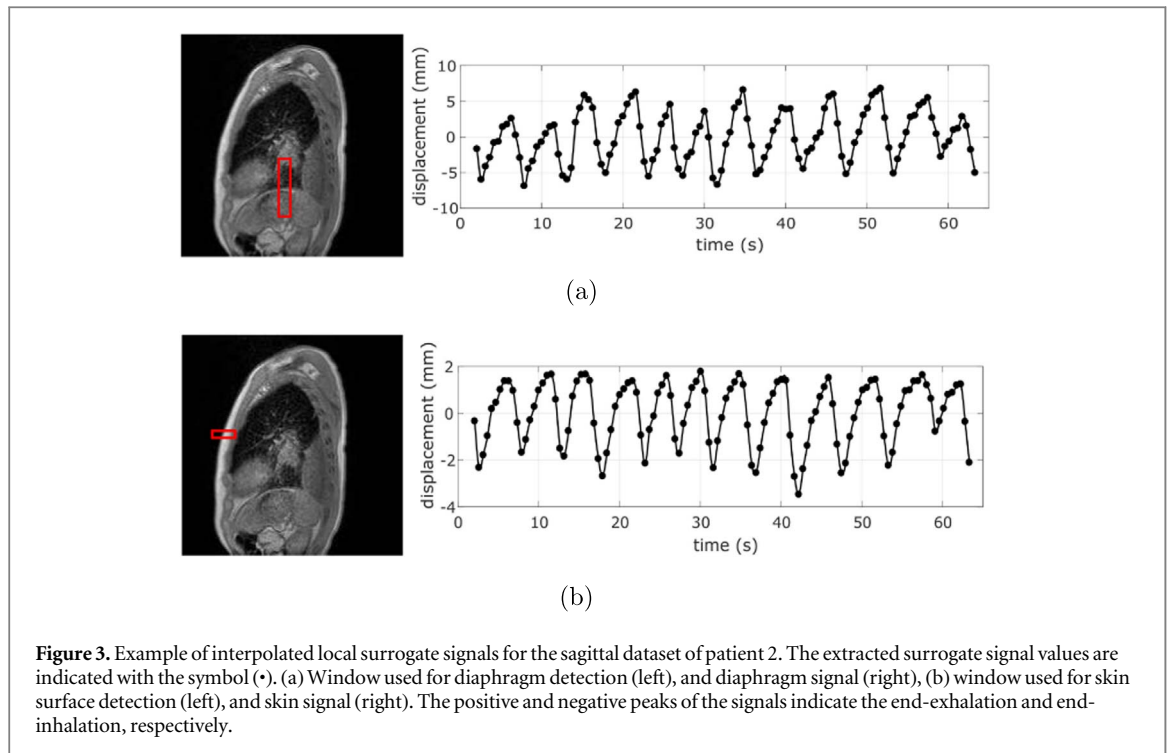 displacement (mm)
10
5
0
-5
-10
0 10 20 30 40 50 60
time (s)
(a)
displacement (mm)
2
0
-2
-4
0 10 20 30 40 50 60
time (s)
(b)
Figure 3. Example of interpolated local surrogate signals for the sagittal dataset of patient 2. The extracted surrogate signal values are
indicated with the symbol (•). (a) Window used for diaphragm detection (left), and diaphragm signal (right), (b) window used for skin
surface detection (left), and skin signal (right). The positive and negative peaks of the signals indicate the end-exhalation and end-
inhalation, respectively.